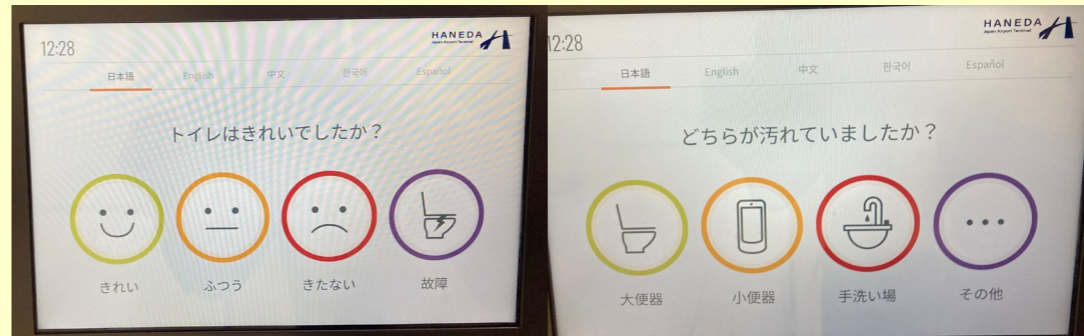 12:28
HANEDA
Japan Airport Terminal
日本語 English 中文 한국어 Español
トイレはきれいでしたか？
きれい ふつう きたない 故障
12:28
HANEDA
Japan Airport Terminal
日本語 English 中文 한국어 Español
どちらが汚れていましたか？
大便器 小便器 手洗い場 その他